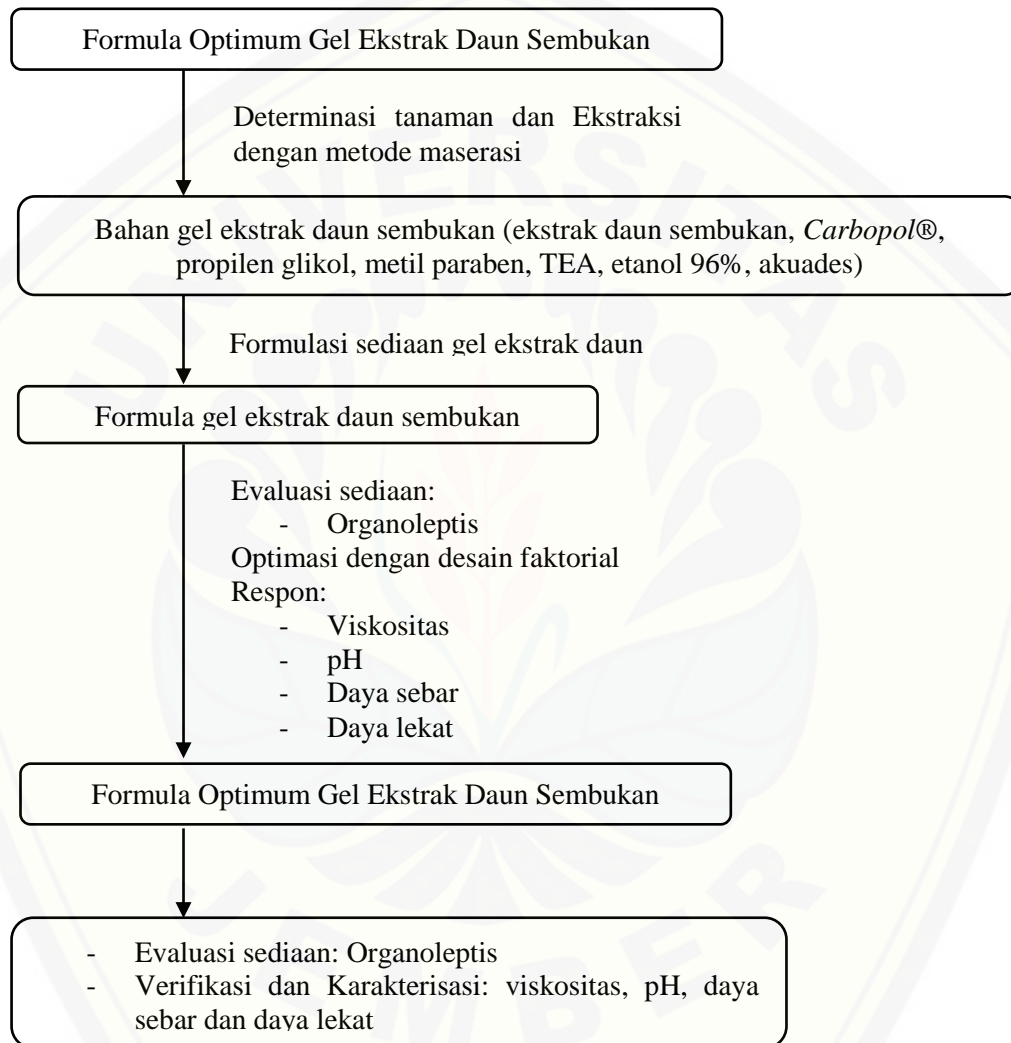 Formula Optimum Gel Ekstrak Daun Sembukan
Determinasi tanaman dan Ekstraksi
dengan metode maserasi
Bahan gel ekstrak daun sembukan (ekstrak daun sembukan, Carbopol®,
propilen glikol, metil paraben, TEA, etanol 96%, akuades)
Formulasi sediaan gel ekstrak daun
Formula gel ekstrak daun sembukan
Evaluasi sediaan:
- Organoleptis
Optimasi dengan desain faktorial
Respon:
- Viskositas
- pH
- Daya sebar
- Daya lekat
Formula Optimum Gel Ekstrak Daun Sembukan
- Evaluasi sediaan: Organoleptis
- Verifikasi dan Karakterisasi: viskositas, pH, daya
sebar dan daya lekat
UNIVERSITAS
JEMBER